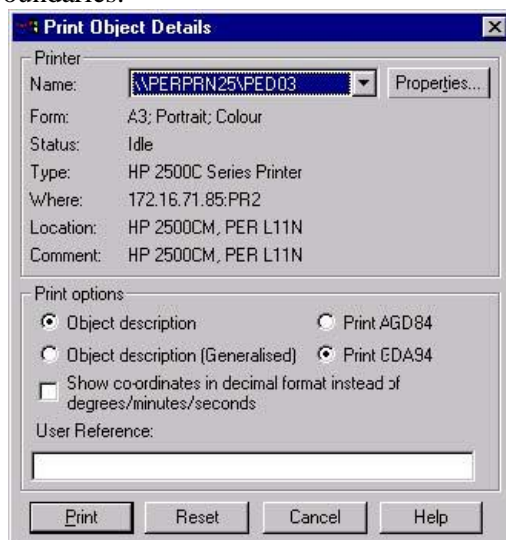 oundaries.
Print Object Details
Printer
Name: \\PERPRN25\PED03 Properties...
Form: A3; Portrait; Colour
Status: Idle
Type: HP 2500C Series Printer
Where: 172.16.71.85:PR2
Location: HP 2500CM, PER L11N
Comment: HP 2500CM, PER L11N
Print options
Object description Print AGD84
Object description (Generalised) Print GDA94
Show co-ordinates in decimal format instead of
degrees/minutes/seconds
User Reference:
Print Reset Cancel Help